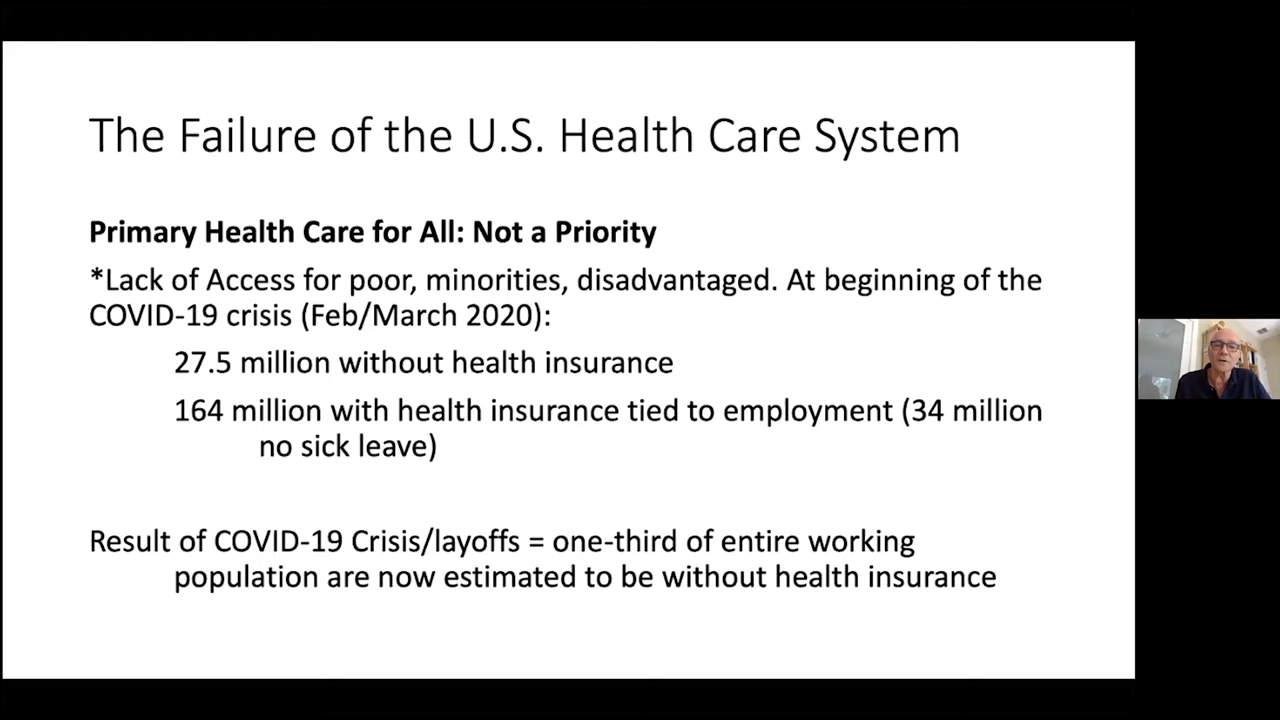 The Failure of the U.S. Health Care System
Primary Health Care for All: Not a Priority
*Lack of Access for poor, minorities, disadvantaged. At beginning of the
COVID-19 crisis (Feb/March 2020):
27.5 million without health insurance
164 million with health insurance tied to employment (34 million
no sick leave)
Result of COVID-19 Crisis/layoffs = one-third of entire working
population are now estimated to be without health insurance